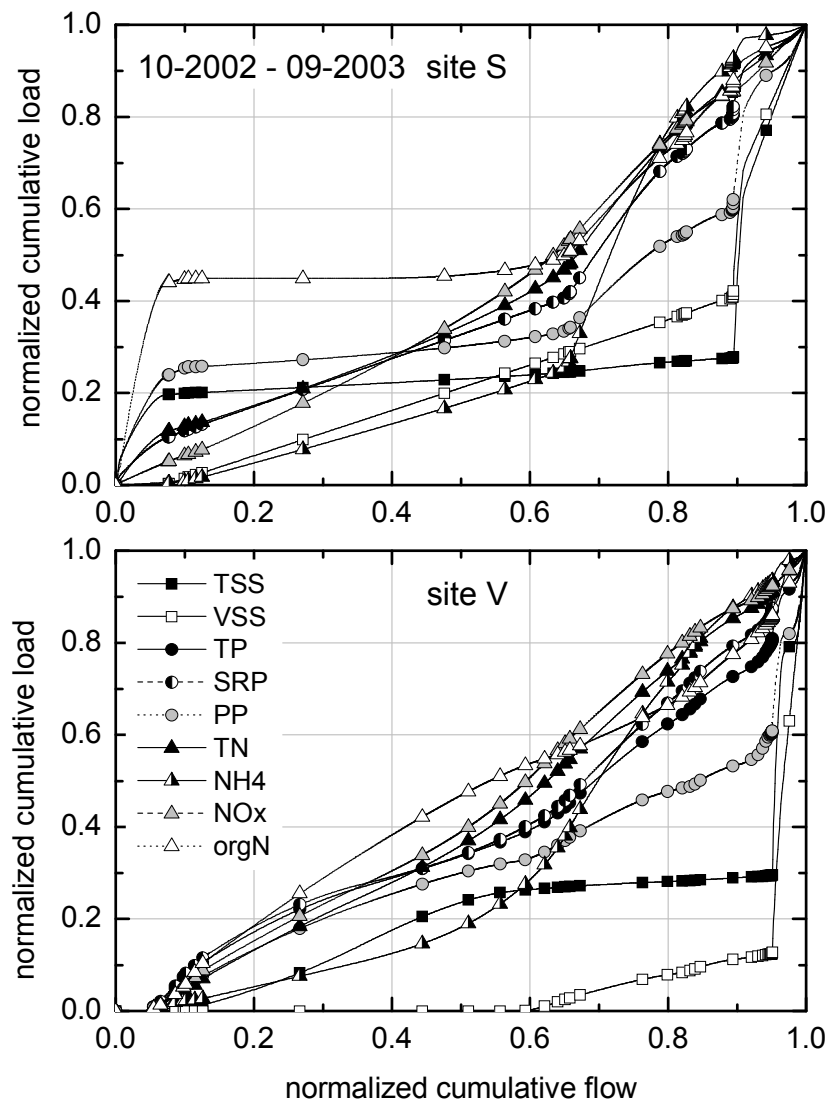 10-2002 - 09-2003 site S
normalized cumulative load
1.0
0.8
0.6
0.4
0.2
0.0
0.0 0.2 0.4 0.6 0.8 1.0
site V
normalized cumulative load
1.0
0.8
0.6
0.4
0.2
0.0
TSS
VSS
TP
SRP
PP
TN
NH4
NOx
orgN
0.0 0.2 0.4 0.6 0.8 1.0
normalized cumulative flow